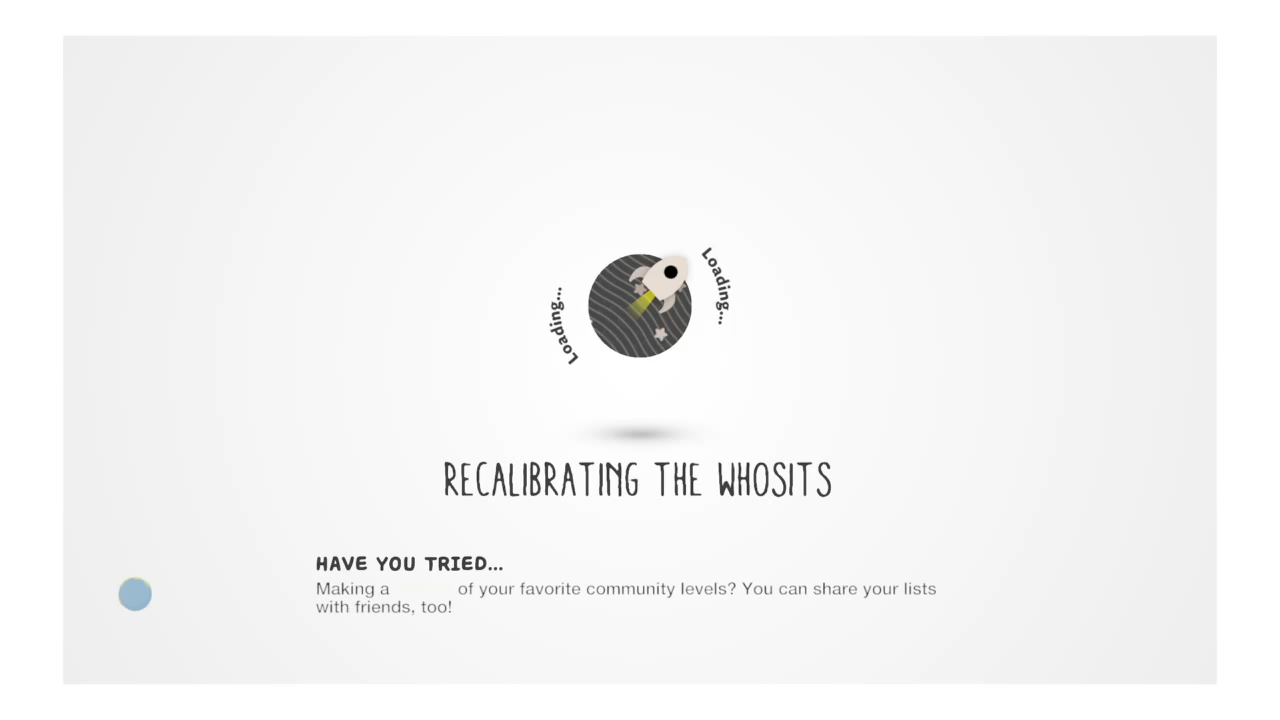 Loading...
Loading...
RECALIBRATING THE WHOSITS
HAVE YOU TRIED...
Making a of your favorite community levels? You can share your lists
with friends, too!